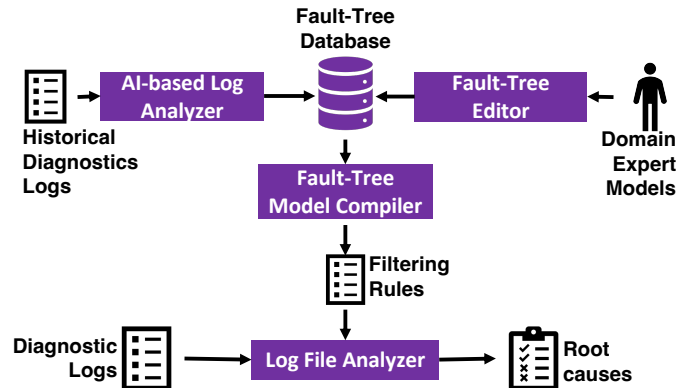 Fault-Tree
Database
AI-based Log
Analyzer
Fault-Tree
Editor
Historical
Diagnostics
Logs
Domain
Expert
Models
Fault-Tree
Model Compiler
Filtering
Rules
Diagnostic
Logs
Log File Analyzer
Root
causes